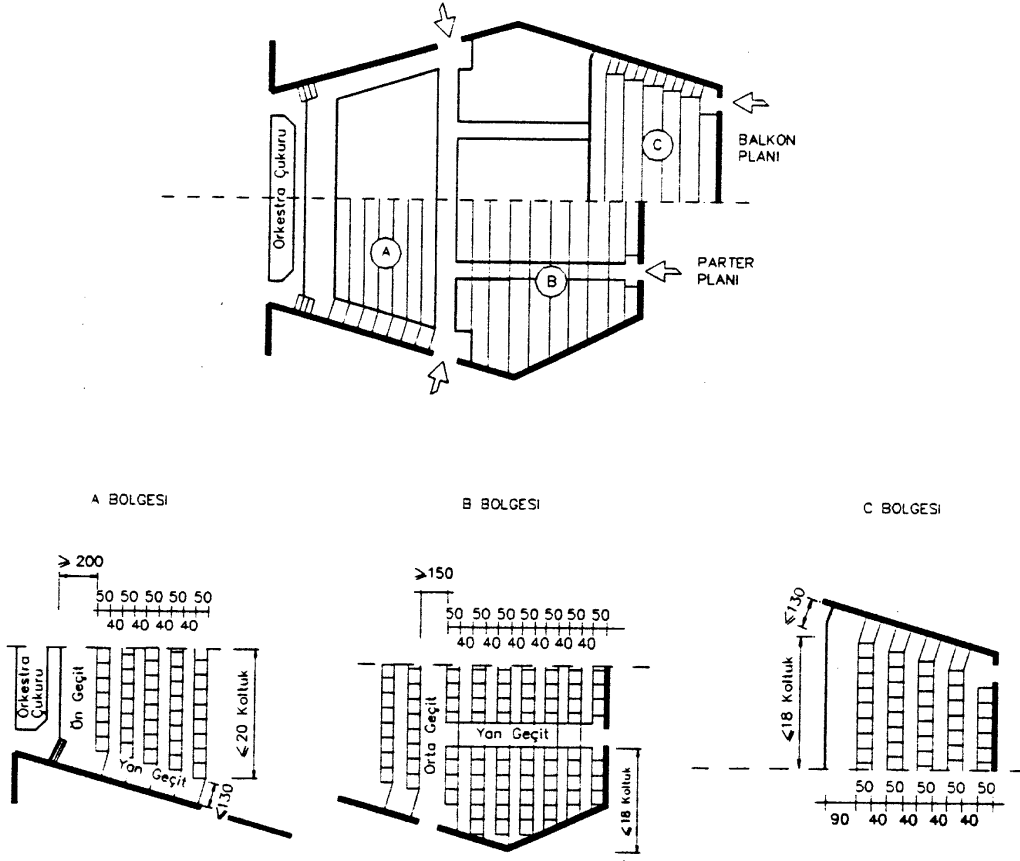 Orkestra Çukuru
A
B
C
BALKON
PLANI
PARTER
PLANI
A BOLGESI
B BOLGESI
C BOLGESI
⩾ 200
50 50 50 50 50
40 40 40 40
Orkestra
Çukuru
Ön Geçit
Yan Geçit
⩽ 20 Koltuk
⩽130
⩾150
50 50 50 50 50 50 50
40 40 40 40 40 40
Orta Geçit
Yan Geçit
⩽18 Koltuk
⩽130
⩽18 Koltuk
50 50 50 50 50
90 40 40 40 40 40